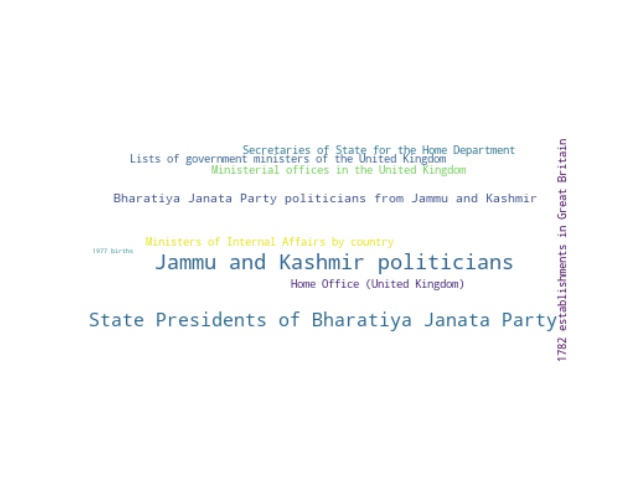 Secretaries of State for the Home Department
Lists of government ministers of the United Kingdom
Ministerial offices in the United Kingdom
Bharatiya Janata Party politicians from Jammu and Kashmir
Ministers of Internal Affairs by country
1977 births
Jammu and Kashmir politicians
Home Office (United Kingdom)
State Presidents of Bharatiya Janata Party
1782 establishments in Great Britain